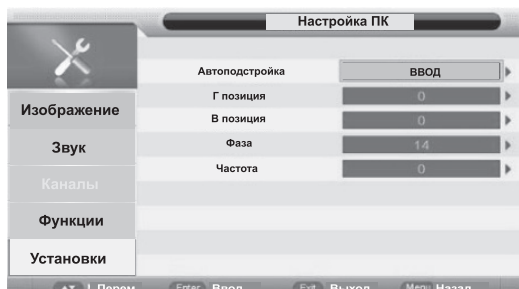 Настройка ПК
Автоподстройка ВВОД
Г позиция 0
В позиция 0
Фаза 14
Частота 0
Изображение
Звук
Каналы
Функции
Установки
Перем Enter Ввод Exit Выход Menu Назад